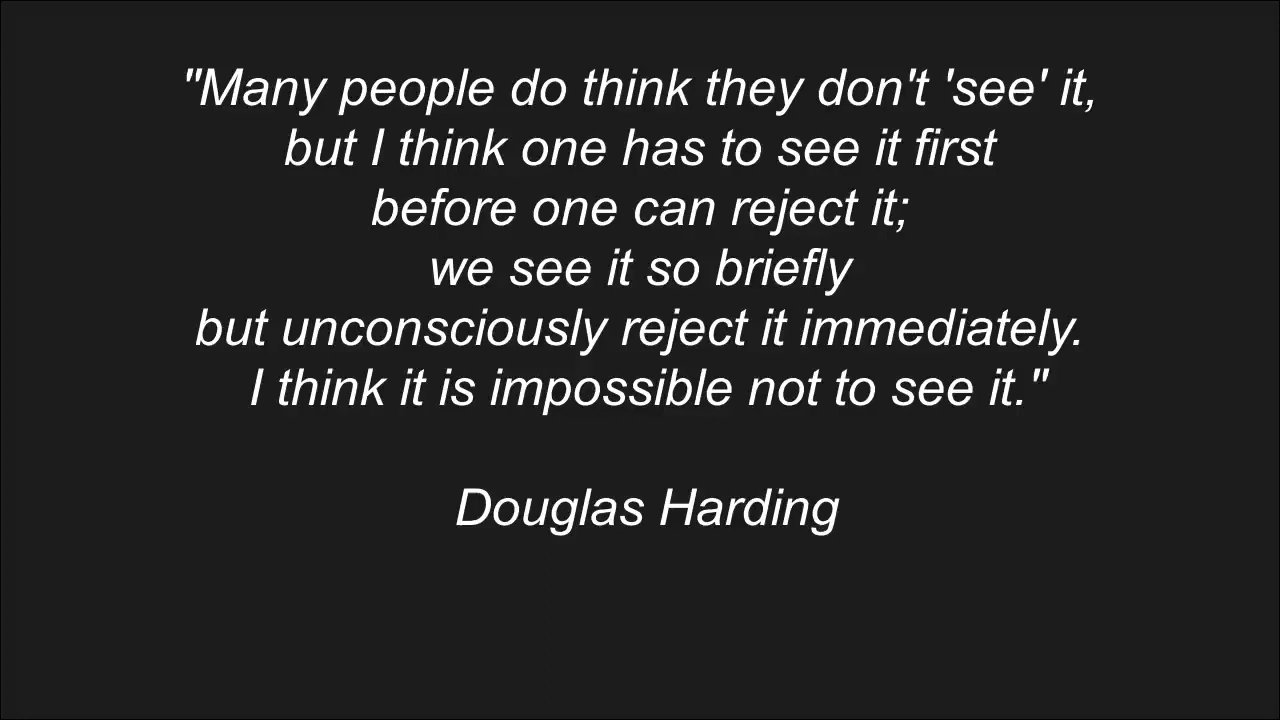 "Many people do think they don't 'see' it,
but I think one has to see it first
before one can reject it;
we see it so briefly
but unconsciously reject it immediately.
I think it is impossible not to see it."
Douglas Harding